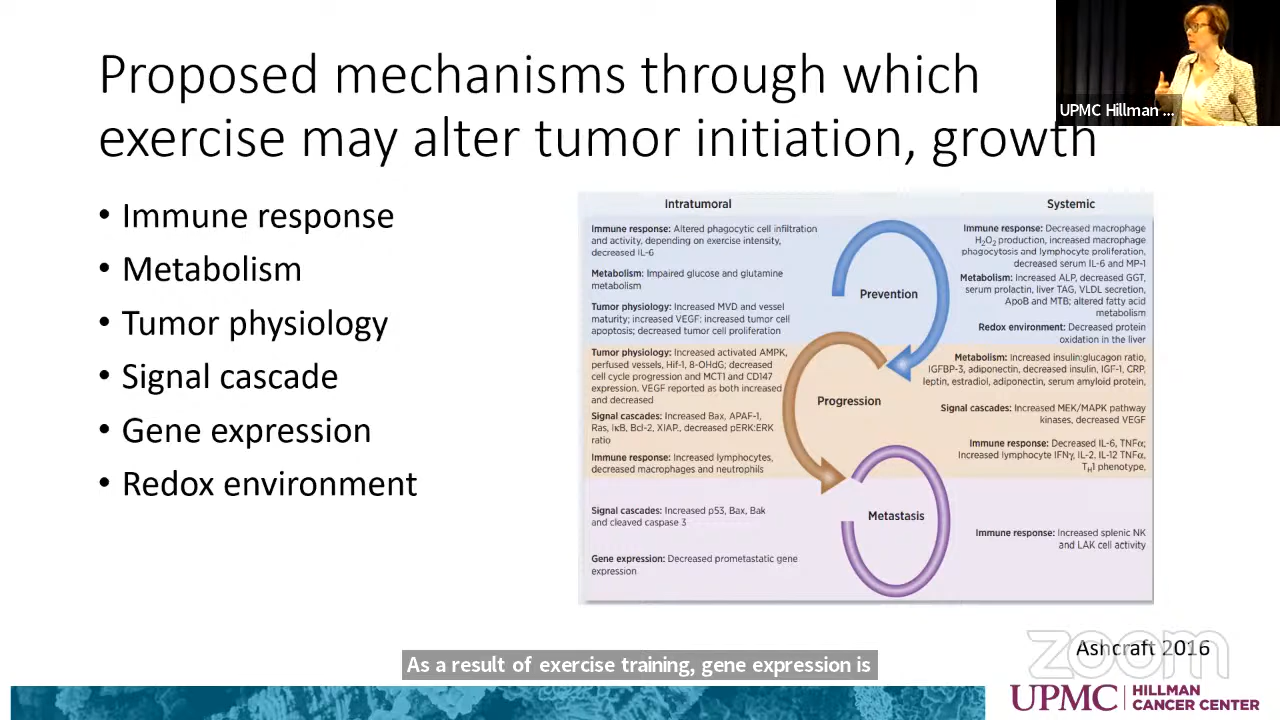 Proposed mechanisms through which
exercise may alter tumor initiation, growth
UPMC Hillman ...
• Immune response
• Metabolism
• Tumor physiology
• Signal cascade
• Gene expression
• Redox environment
Intratumoral
Immune response: Altered phagocytic cell infiltration
and activity, depending on exercise intensity,
decreased IL-6
Metabolism: Impaired glucose and glutamine
metabolism
Tumor physiology: Increased MVD and vessel
maturity; increased VEGF; increased tumor cell
apoptosis; decreased tumor cell proliferation
Tumor physiology: Increased activated AMPK,
perfused vessels, Hif-1, 8-OHdG; decreased
cell cycle progression and MCT1 and CD147
expression. VEGF reported as both increased
and decreased
Signal cascades: Increased Bax, APAF-1,
Ras, IκB, Bcl-2, XIAP., decreased pERK:ERK
ratio
Immune response: Increased lymphocytes,
decreased macrophages and neutrophils
Signal cascades: Increased p53, Bax, Bak
and cleaved caspase 3
Gene expression: Decreased prometastatic gene
expression
Prevention
Progression
Metastasis
Systemic
Immune response: Decreased macrophage
H2O2 production, increased macrophage
phagocytosis and lymphocyte proliferation,
decreased serum IL-6 and MP-1
Metabolism: Increased ALP, decreased GGT,
serum prolactin, liver TAG, VLDL secretion,
ApoB and MTB; altered fatty acid
metabolism
Redox environment: Decreased protein
oxidation in the liver
Metabolism: Increased insulin:glucagon ratio,
IGFBP-3, adiponectin, decreased insulin, IGF-1, CRP,
leptin, estradiol, adiponectin, serum amyloid protein,
Signal cascades: Increased MEK/MAPK pathway
kinases, decreased VEGF
Immune response: Decreased IL-6, TNFα;
Increased lymphocyte IFNγ, IL-2, IL-12 TNFα,
TH1 phenotype,
Immune response: Increased splenic NK
and LAK cell activity
Ashcraft 2016
zoom
As a result of exercise training, gene expression is
UPMC | HILLMAN
CANCER CENTER